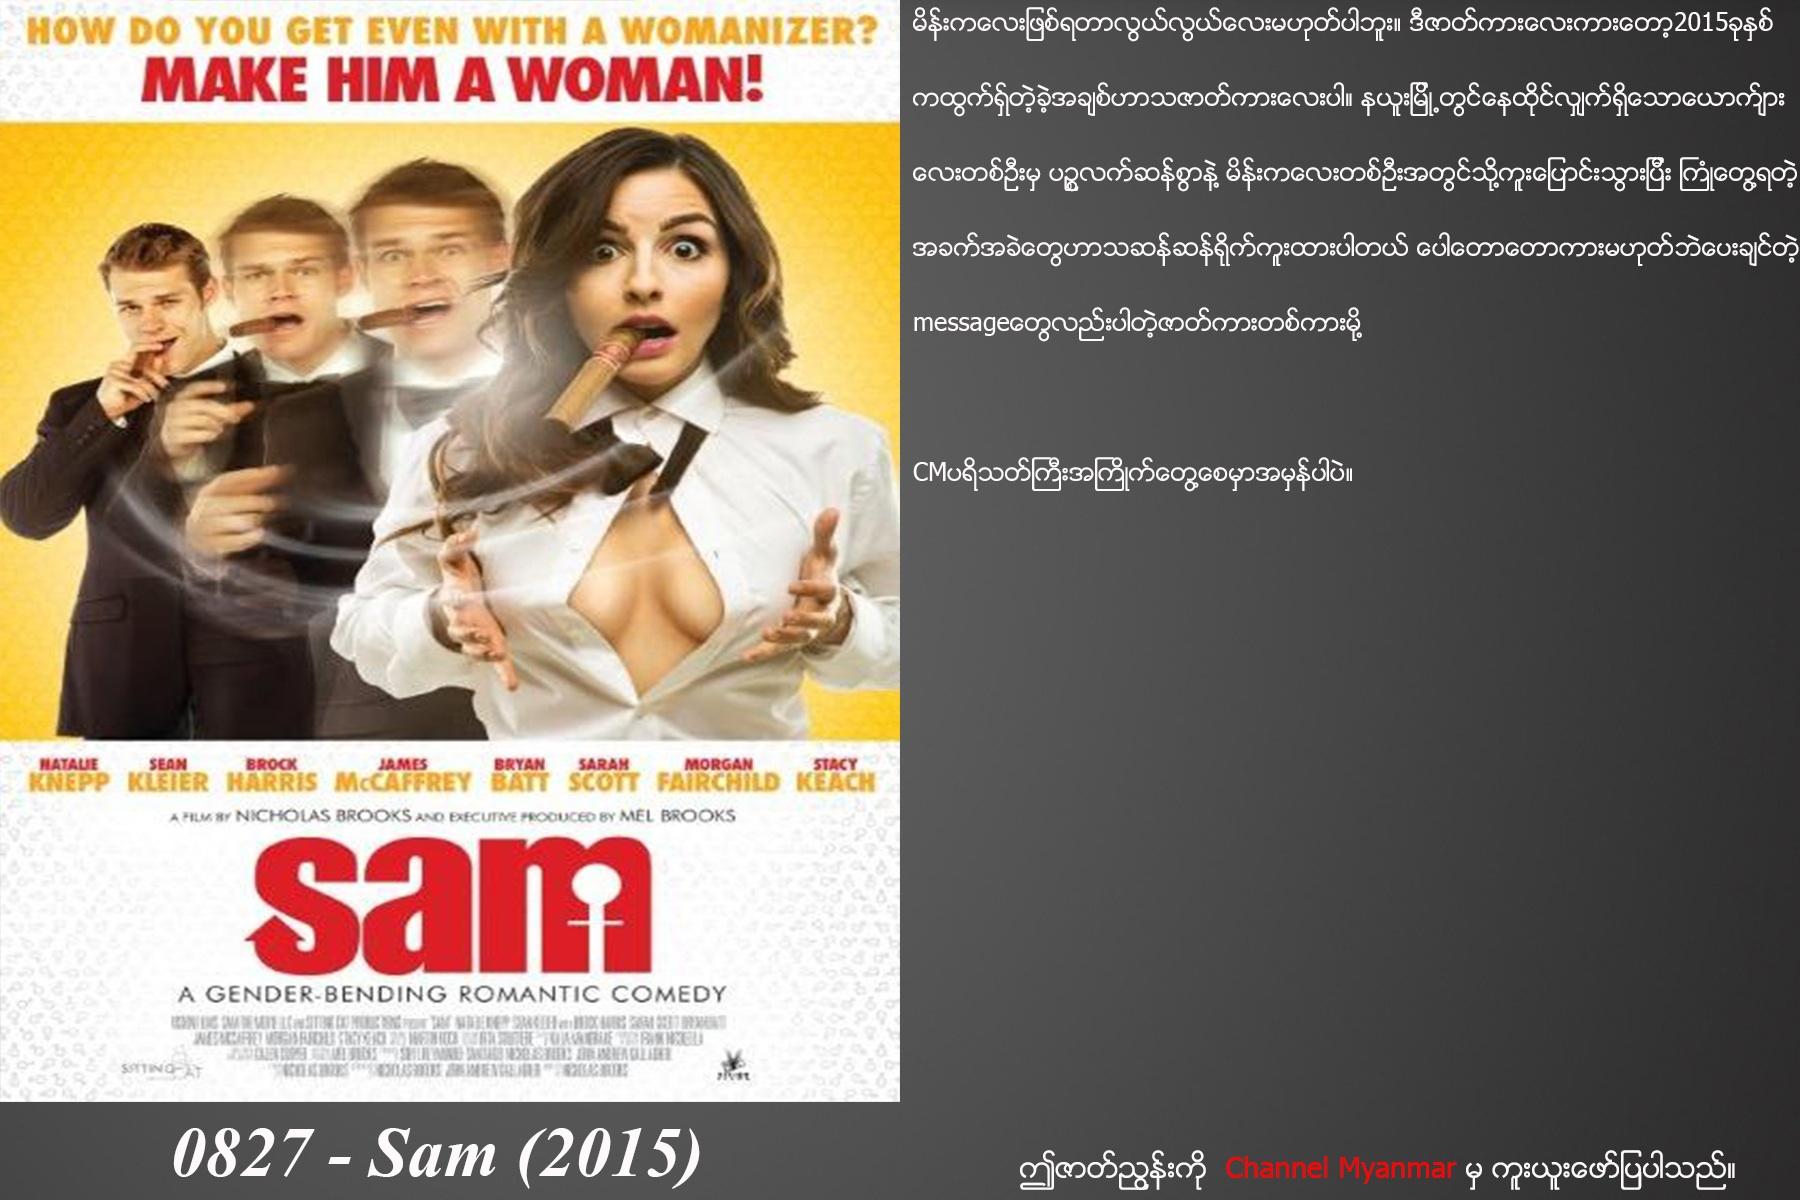 HOW DO YOU GET EVEN WITH A WOMANIZER?
MAKE HIM A WOMAN!
NATALIE KNEPP SEAN KLEIER BROCK HARRIS JAMES McCAFFREY BRYAN BATT SARAH SCOTT MORGAN FAIRCHILD STACY KEACH
A FILM BY NICHOLAS BROOKS AND EXECUTIVE PRODUCED BY MEL BROOKS
sam
A GENDER-BENDING ROMANTIC COMEDY
0827 - Sam (2015)
မိန်းကလေးဖြစ်ရတာလွယ်လွယ်လေးမဟုတ်ပါဘူး။ ဒီဇာတ်ကားလေးကားတော့2015ခုနှစ်
ကထွက်ရှ်တဲ့ခဲ့အချစ်ဟာသဇာတ်ကားလေးပါ။ နယူးမြို့တွင်နေထိုင်လျှက်ရှိသောယောက်ျား
လေးတစ်ဦးမှ ပဉ္စလက်ဆန်စွာနဲ့ မိန်းကလေးတစ်ဦးအတွင်သို့ကူးပြောင်းသွားပြီး ကြုံတွေ့ရတဲ့
အခက်အခဲတွေဟာသဆန်ဆန်ရိုက်ကူးထားပါတယ် ပေါတောတောကားမဟုတ်ဘဲပေးချင်တဲ့
messageတွေလည်းပါတဲ့ဇာတ်ကားတစ်ကားမို့
CMပရိသတ်ကြီးအကြိုက်တွေ့စေမှာအမှန်ပါပဲ။
ဤဇာတ်ညွှန်းကို Channel Myanmar မှ ကူးယူးဖော်ပြပါသည်။